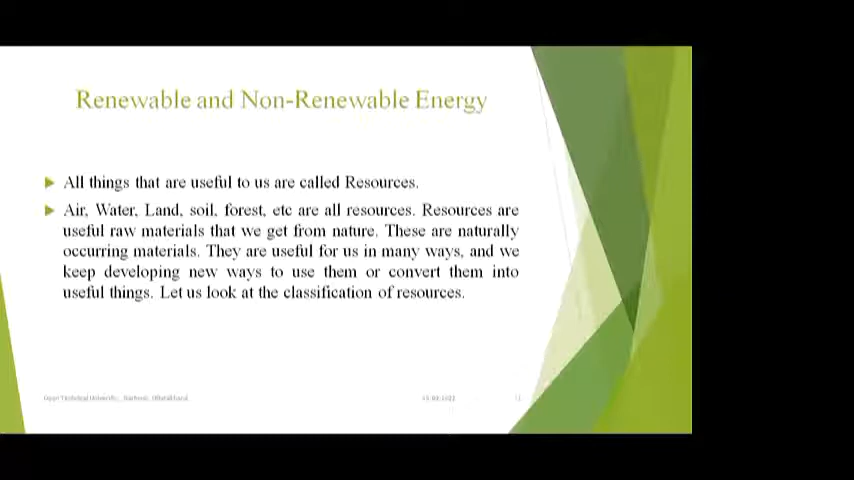 Renewable and Non-Renewable Energy
All things that are useful to us are called Resources.
Air, Water, Land, soil, forest, etc are all resources. Resources are
useful raw materials that we get from nature. These are naturally
occurring materials. They are useful for us in many ways, and we
keep developing new ways to use them or convert them into
useful things. Let us look at the classification of resources.